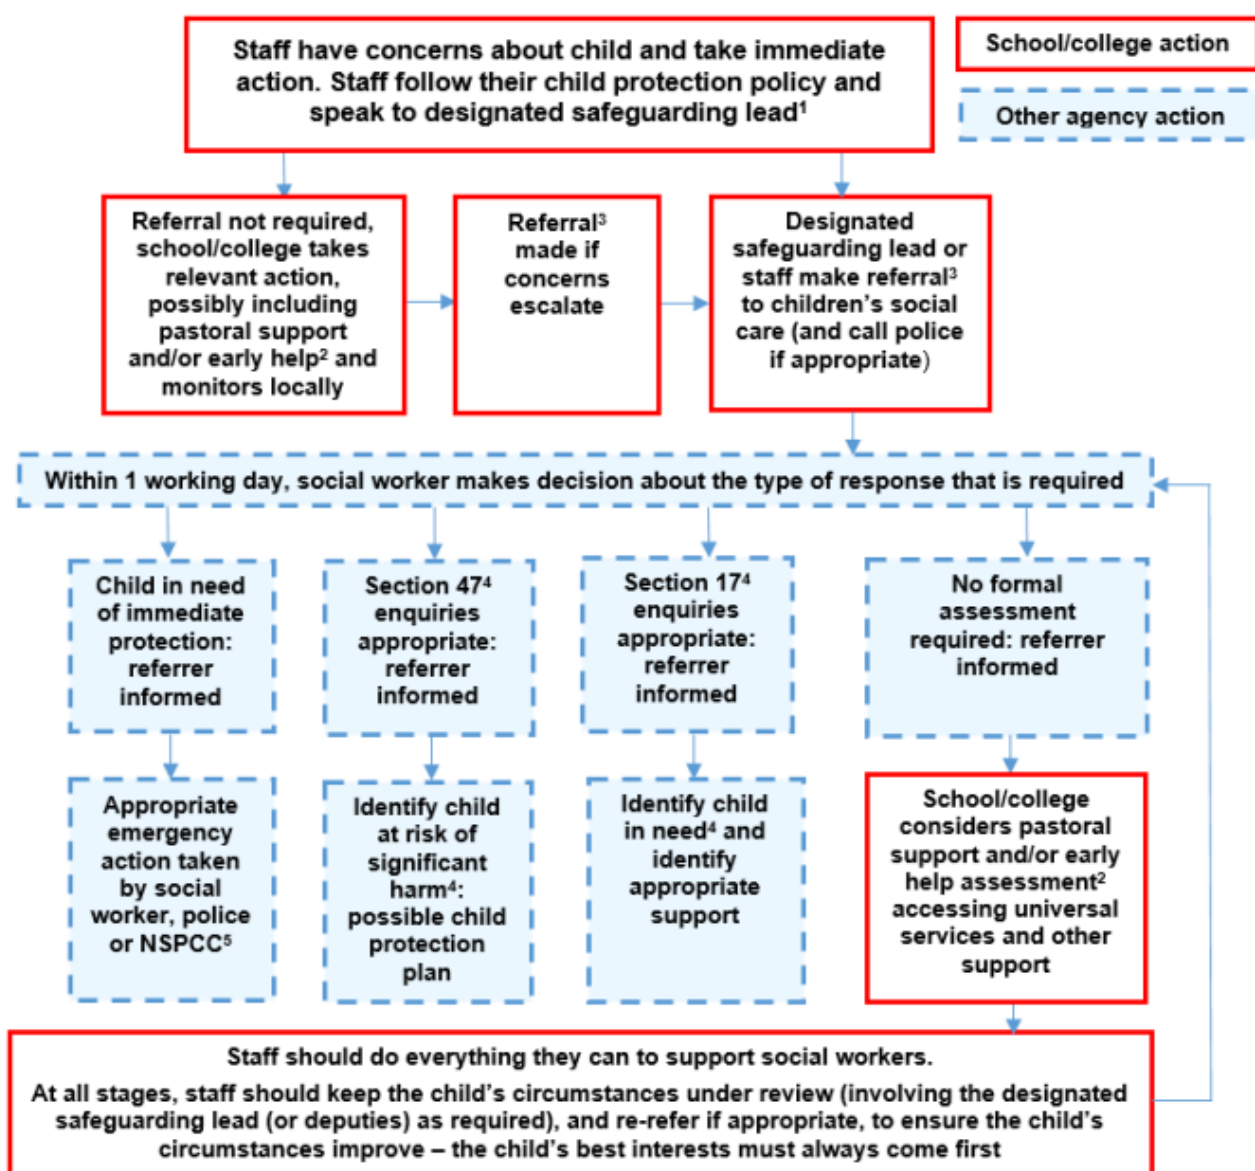 Staff have concerns about child and take immediate
action. Staff follow their child protection policy and
speak to designated safeguarding lead¹
School/college action
Other agency action
Referral not required,
school/college takes
relevant action,
possibly including
pastoral support
and/or early help² and
monitors locally
Referral³
made if
concerns
escalate
Designated
safeguarding lead or
staff make referral³
to children’s social
care (and call police
if appropriate)
Within 1 working day, social worker makes decision about the type of response that is required
Child in need
of immediate
protection:
referrer
informed
Section 47⁴
enquiries
appropriate:
referrer
informed
Section 17⁴
enquiries
appropriate:
referrer
informed
No formal
assessment
required: referrer
informed
Appropriate
emergency
action taken
by social
worker, police
or NSPCC⁵
Identify child
at risk of
significant
harm⁴:
possible child
protection
plan
Identify child
in need⁴ and
identify
appropriate
support
School/college
considers pastoral
support and/or early
help assessment²
accessing universal
services and other
support
Staff should do everything they can to support social workers.
At all stages, staff should keep the child’s circumstances under review (involving the designated
safeguarding lead (or deputies) as required), and re-refer if appropriate, to ensure the child’s
circumstances improve – the child’s best interests must always come first